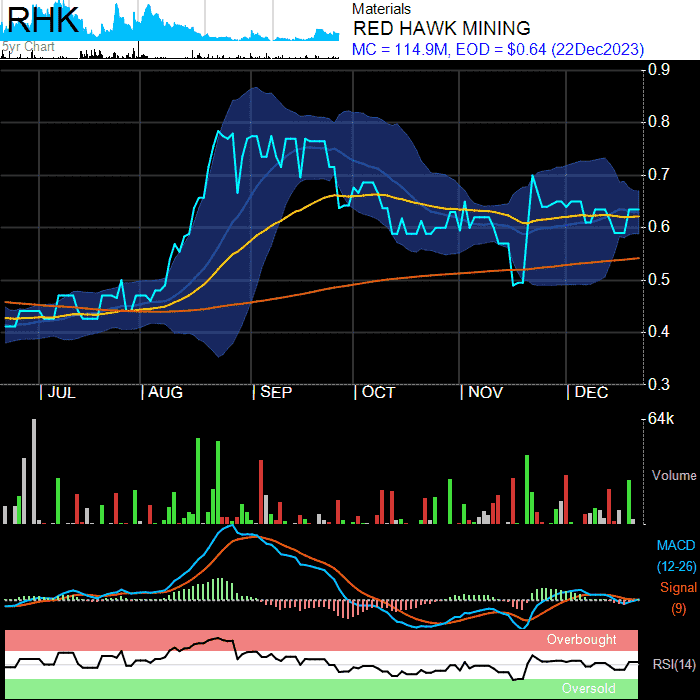 RHK
5yr Chart
Materials
RED HAWK MINING
MC = 114.9M, EOD = $0.64 (22Dec2023)
0.9
0.8
0.7
0.6
0.5
0.4
0.3
JUL AUG SEP OCT NOV DEC
64k
Volume
MACD
(12-26)
Signal
(9)
Overbought
RSI(14)
Oversold